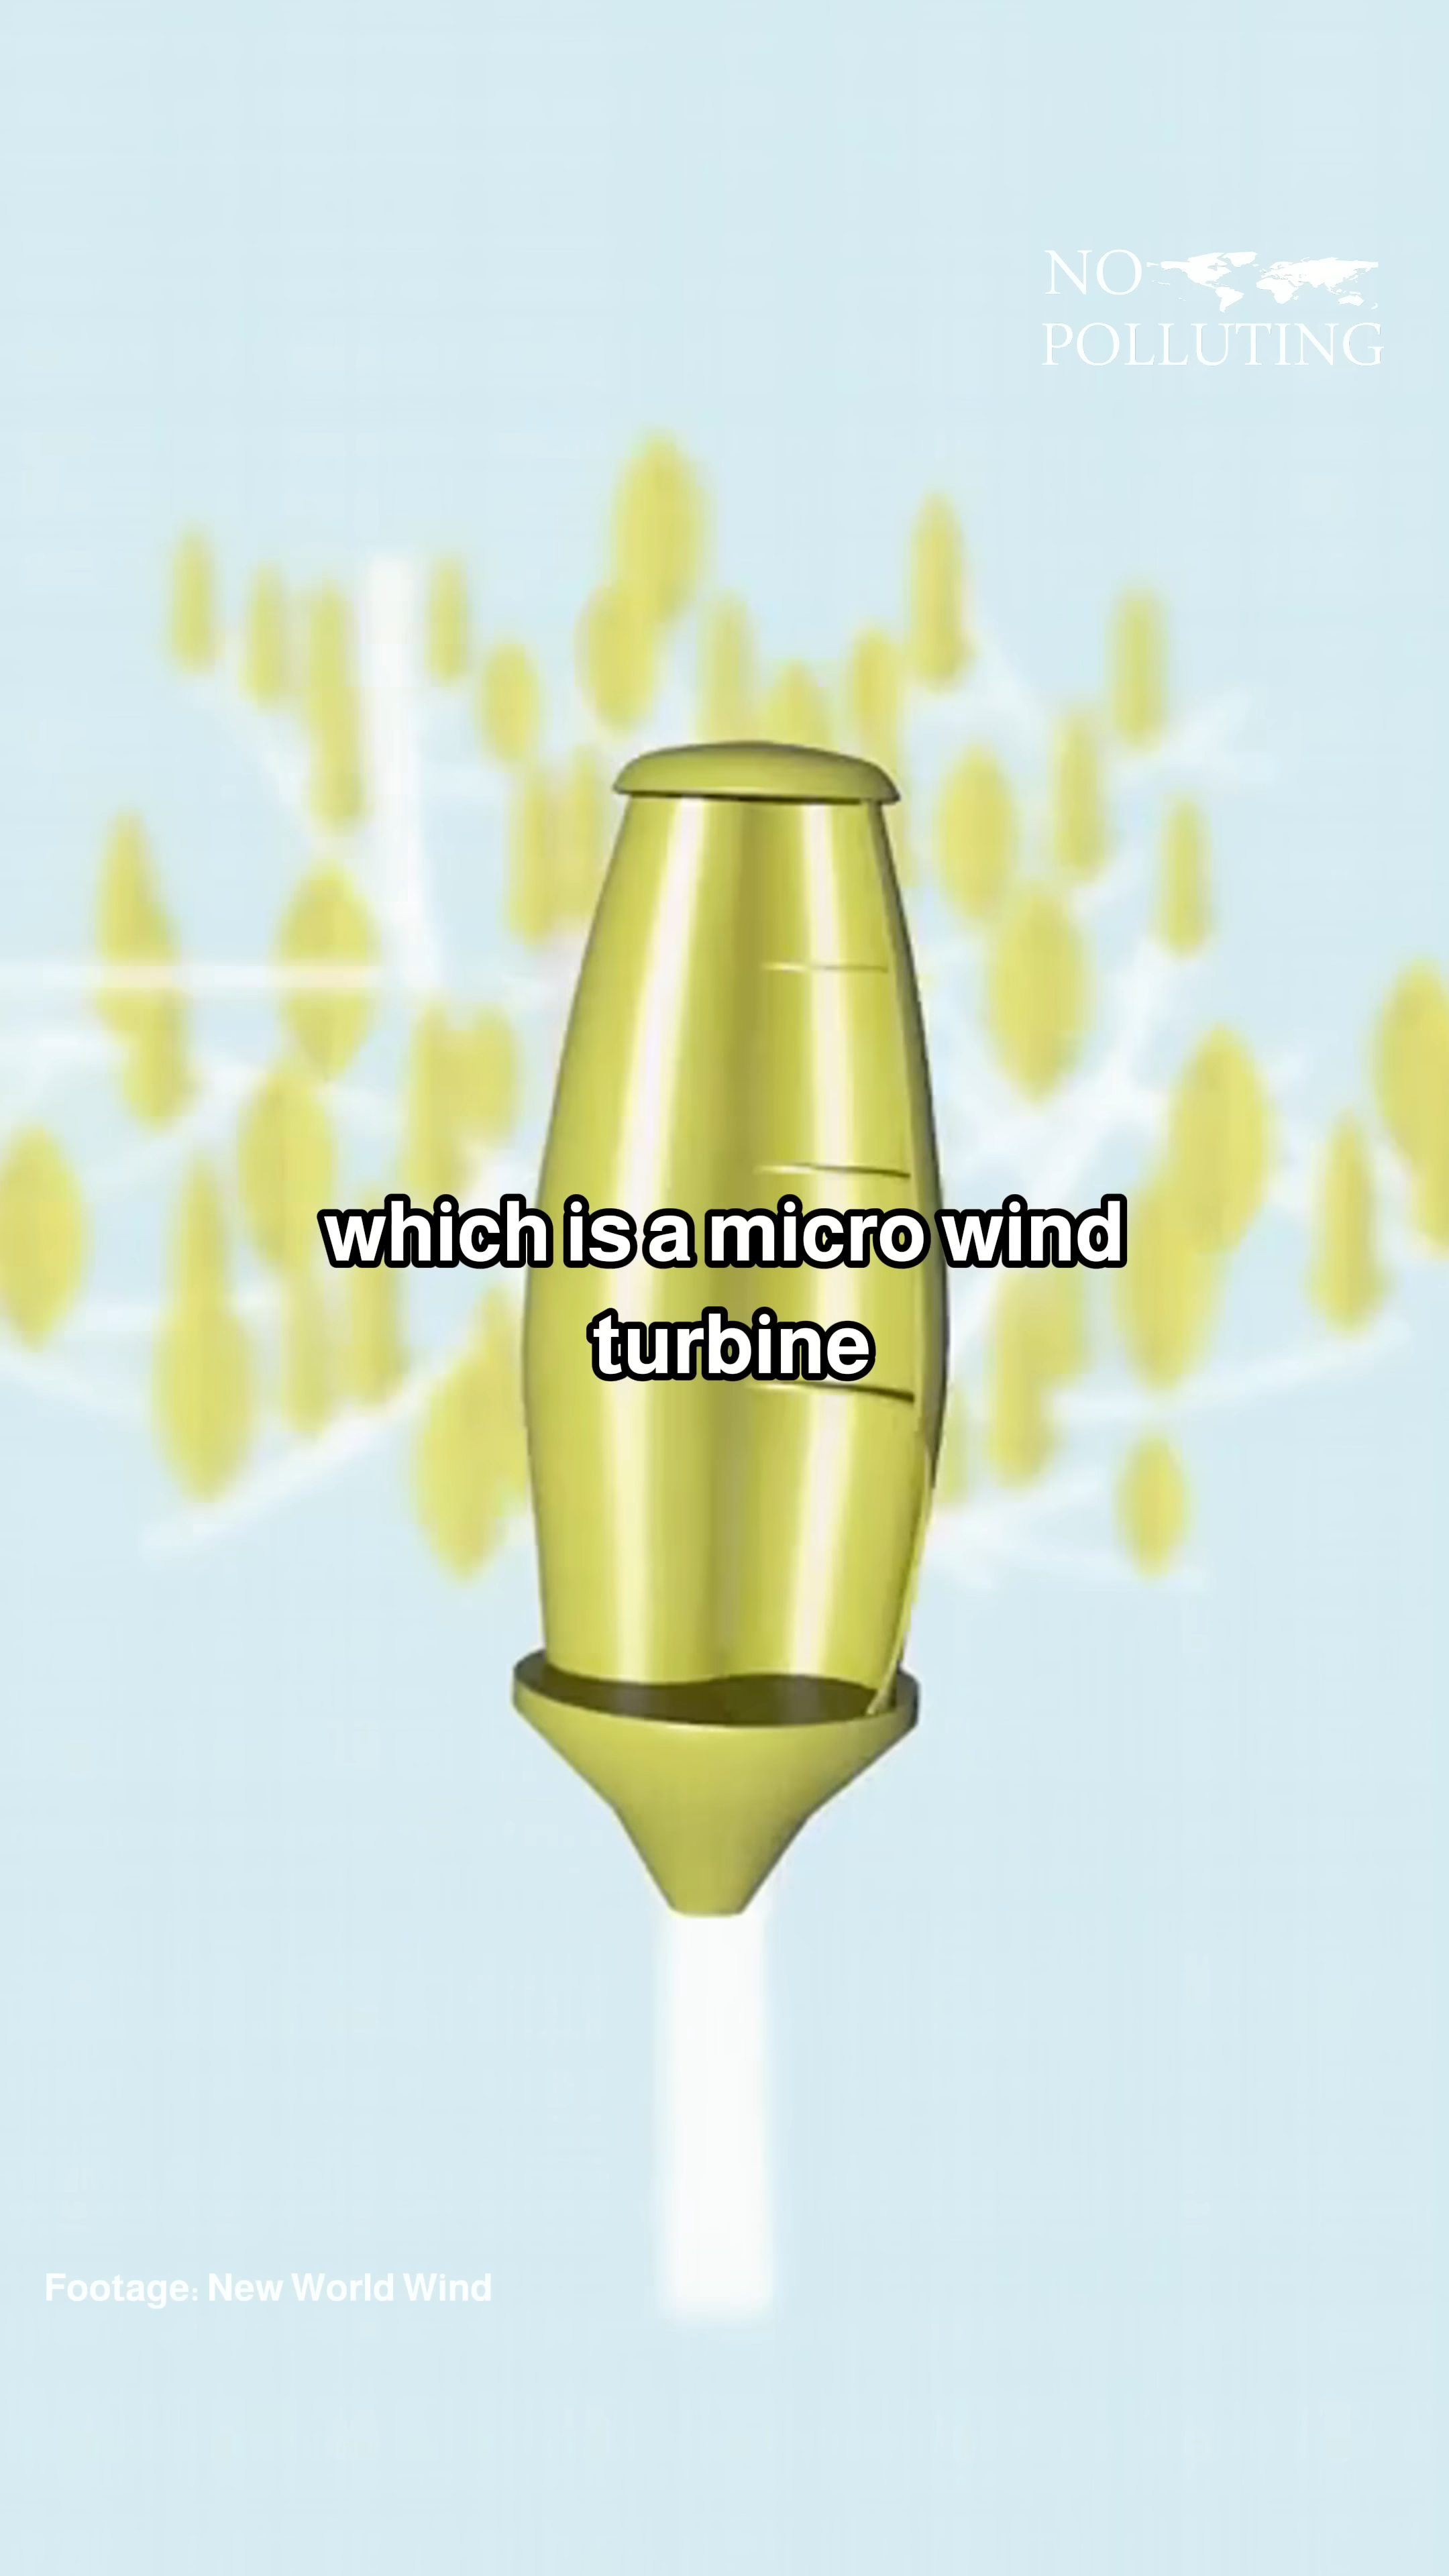 NO
POLLUTING
which is a micro wind
turbine
Footage: New World Wind